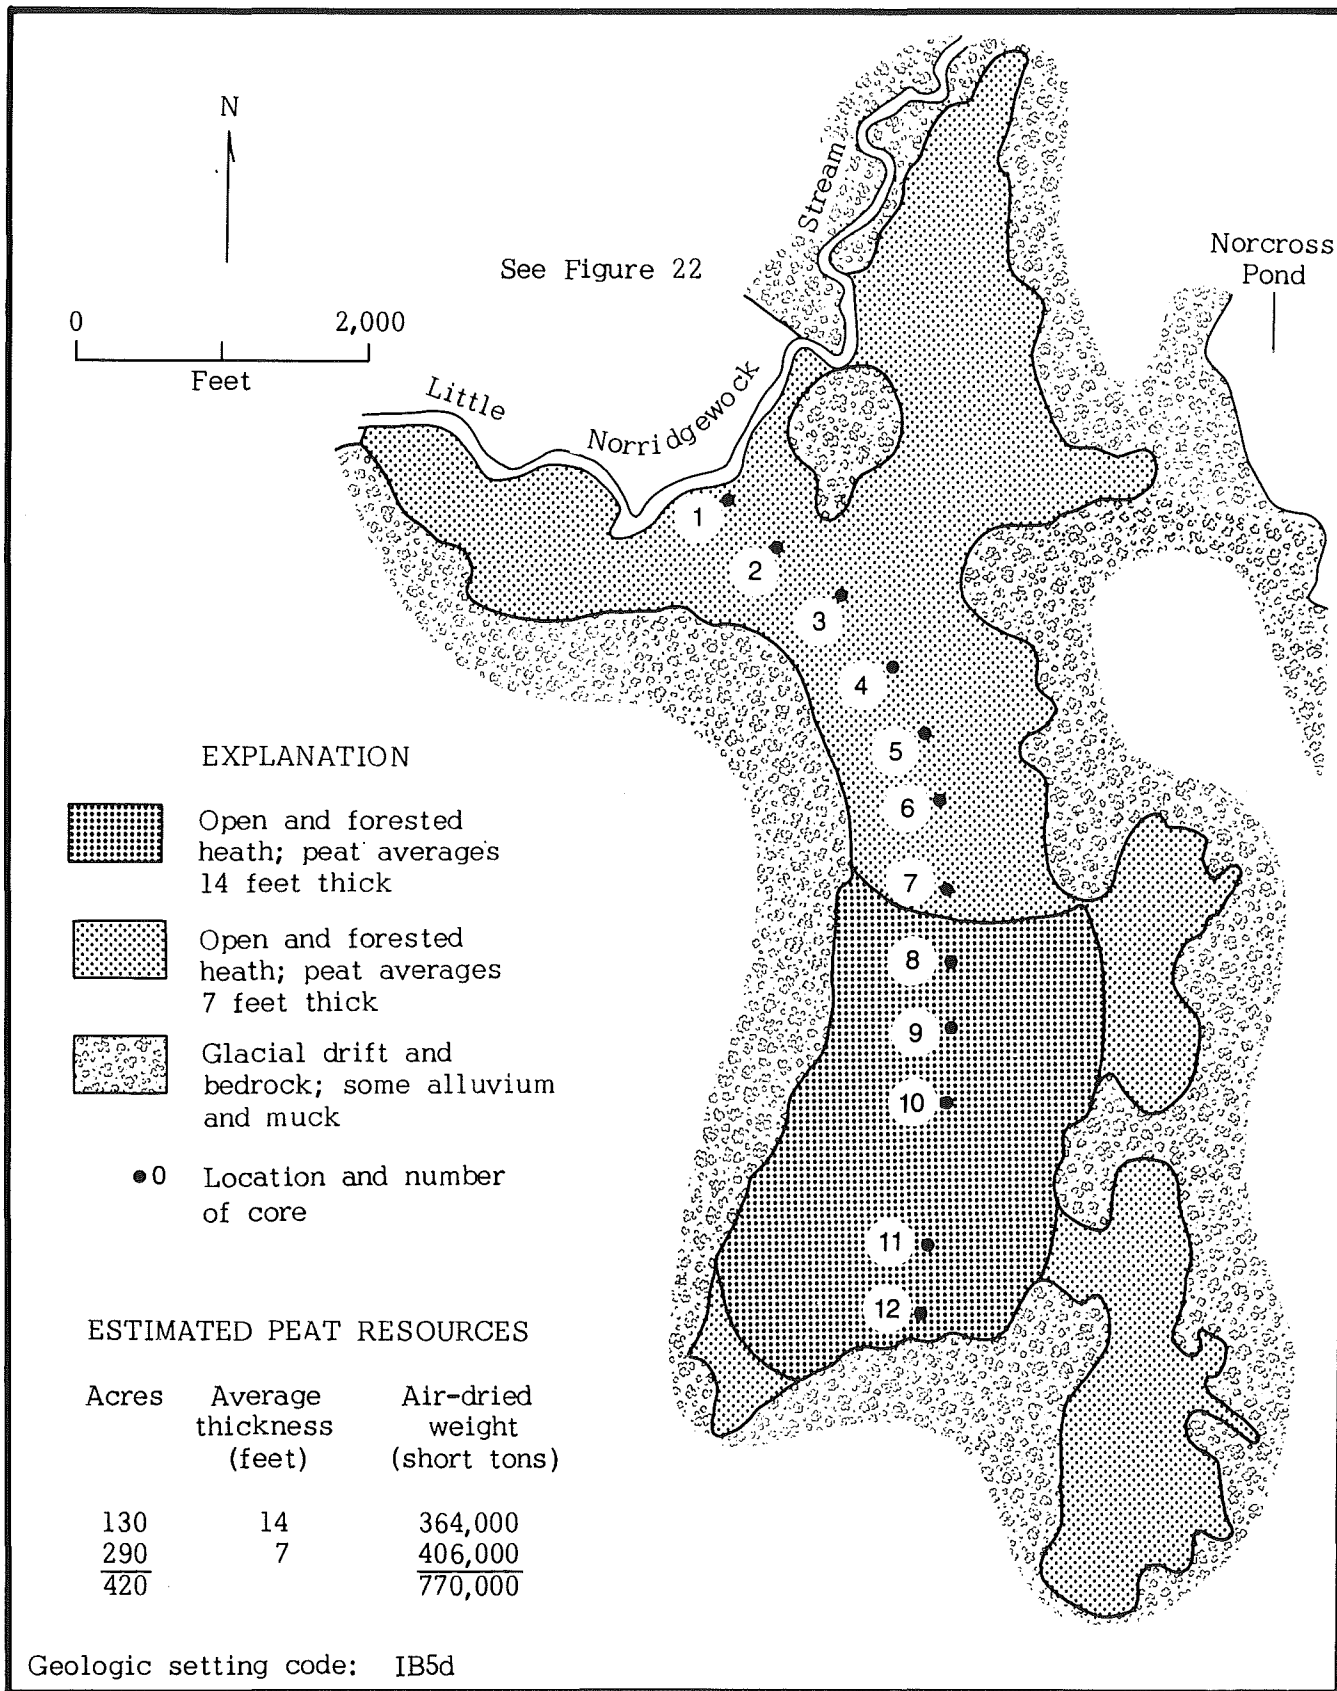 N
See Figure 22
Stream
Norcross
Pond
0 2,000
Feet
Little
Norridgewock
1
2
3
4
5
6
7
8
9
10
11
12
EXPLANATION
Open and forested
heath; peat averages
14 feet thick
Open and forested
heath; peat averages
7 feet thick
Glacial drift and
bedrock; some alluvium
and muck
0 Location and number
of core
ESTIMATED PEAT RESOURCES
Acres Average Air-dried
thickness weight
(feet) (short tons)
130 14 364,000
290 7 406,000
420 770,000
Geologic setting code: IB5d